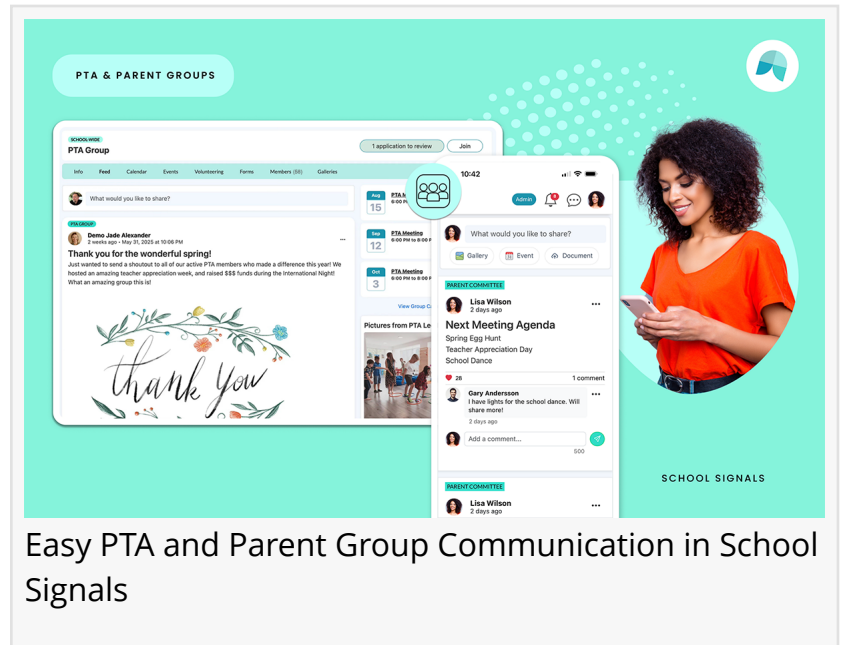 PTA & PARENT GROUPS
SCHOOL-WIDE
PTA Group
1 application to review
Join
Info Feed Calendar Events Volunteering Forms Members (68) Galleries
What would you like to share?
PTA GROUP
Demo Jade Alexander
2 weeks ago • May 31, 2025 at 10:06 PM
Thank you for the wonderful spring!
Just wanted to send a shoutout to all of our active PTA members who made a difference this year! We
hosted an amazing teacher appreciation week, and raised $$$ funds during the International Night!
What an amazing group this is!
thank you
Aug
15
PTA M
6:00 P
Sep
12
PTA Meeting
6:00 PM to 8:00 P
Oct
3
PTA Meeting
6:00 PM to 8:00 P
View Group C
Pictures from PTA Le
10:42
Admin
What would you like to share?
Gallery Event Document
PARENT COMMITTEE
Lisa Wilson
2 days ago
Next Meeting Agenda
Spring Egg Hunt
Teacher Appreciation Day
School Dance
28 1 comment
Gary Andersson
I have lights for the school dance. Will
share more!
2 days ago
Add a comment...
500
PARENT COMMITTEE
Lisa Wilson
2 days ago
SCHOOL SIGNALS
Easy PTA and Parent Group Communication in School
Signals